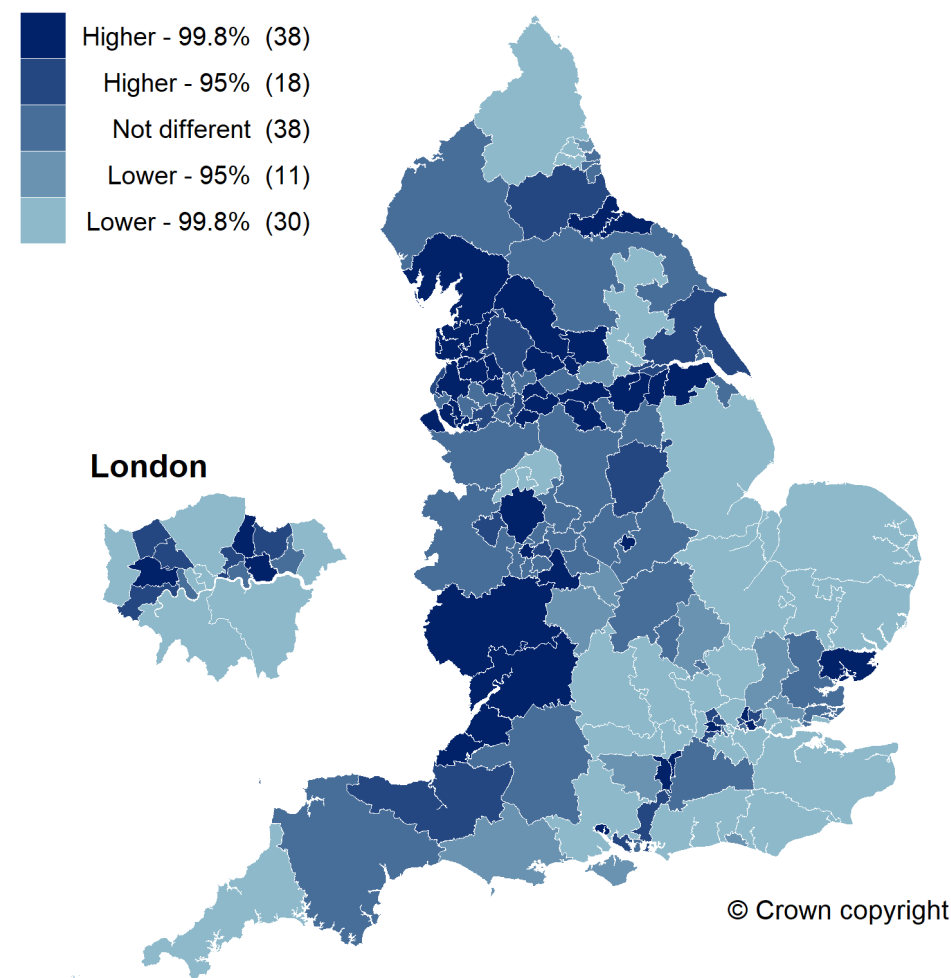 Higher - 99.8% (38)
Higher - 95% (18)
Not different (38)
Lower - 95% (11)
Lower - 99.8% (30)
London
© Crown copyright